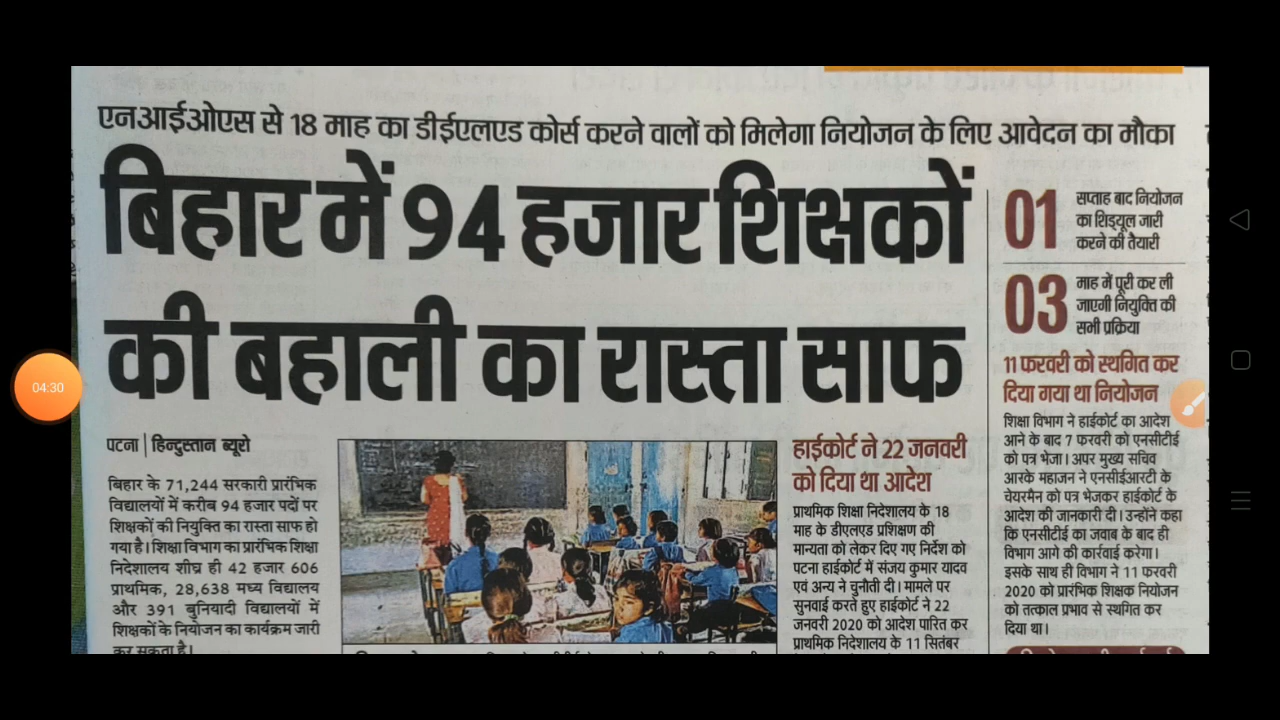 एनआईओएस से 18 माह का डीईएलएड कोर्स करने वालों को मिलेगा नियोजन के लिए आवेदन का मौका
बिहार में 94 हजार शिक्षकों
की बहाली का रास्ता साफ
01
सप्ताह बाद नियोजन
का शिड्यूल जारी
करने की तैयारी
03
माह में पूरी कर ली
जाएगी नियुक्ति की
सभी प्रक्रिया
04:30
पटना | हिन्दुस्तान ब्यूरो
बिहार के 71,244 सरकारी प्रारंभिक
विद्यालयों में करीब 94 हजार पदों पर
शिक्षकों की नियुक्ति का रास्ता साफ हो
गया है। शिक्षा विभाग का प्रारंभिक शिक्षा
निदेशालय शीघ्र ही 42 हजार 606
प्राथमिक, 28,638 मध्य विद्यालय
और 391 बुनियादी विद्यालयों में
शिक्षकों के नियोजन का कार्यक्रम जारी
कर सकता है।
हाईकोर्ट ने 22 जनवरी
को दिया था आदेश
प्राथमिक शिक्षा निदेशालय के 18
माह के डीएलएड प्रशिक्षण की
मान्यता को लेकर दिए गए निर्देश को
पटना हाईकोर्ट में संजय कुमार यादव
एवं अन्य ने चुनौती दी। मामले पर
सुनवाई करते हुए हाईकोर्ट ने 22
जनवरी 2020 को आदेश पारित कर
प्राथमिक निदेशालय के 11 सितंबर
11 फरवरी को स्थगित कर
दिया गया था नियोजन
शिक्षा विभाग ने हाईकोर्ट का आदेश
आने के बाद 7 फरवरी को एनसीटीई
को पत्र भेजा। अपर मुख्य सचिव
आरके महाजन ने एनसीईआरटी के
चेयरमैन को पत्र भेजकर हाईकोर्ट के
आदेश की जानकारी दी। उन्होंने कहा
कि एनसीटीई का जवाब के बाद ही
विभाग आगे की कार्रवाई करेगा।
इसके साथ ही विभाग ने 11 फरवरी
2020 को प्रारंभिक शिक्षक नियोजन
को तत्काल प्रभाव से स्थगित कर
दिया था।